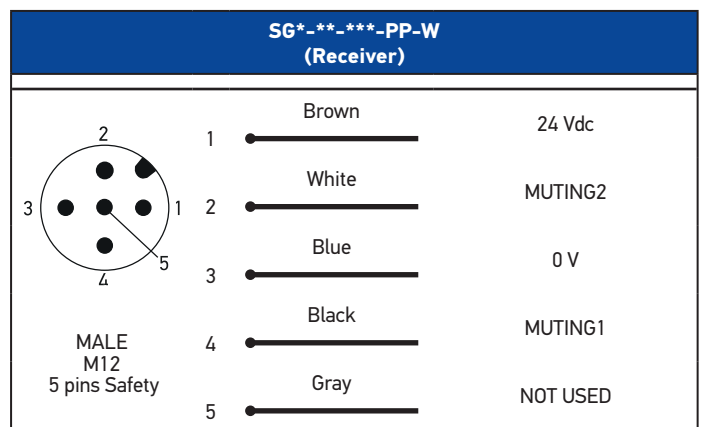 SG*-**-***-PP-W
(Receiver)
2
3
1
5
4
MALE
M12
5 pins Safety
1 Brown 24 Vdc
2 White MUTING2
3 Blue 0 V
4 Black MUTING1
5 Gray NOT USED